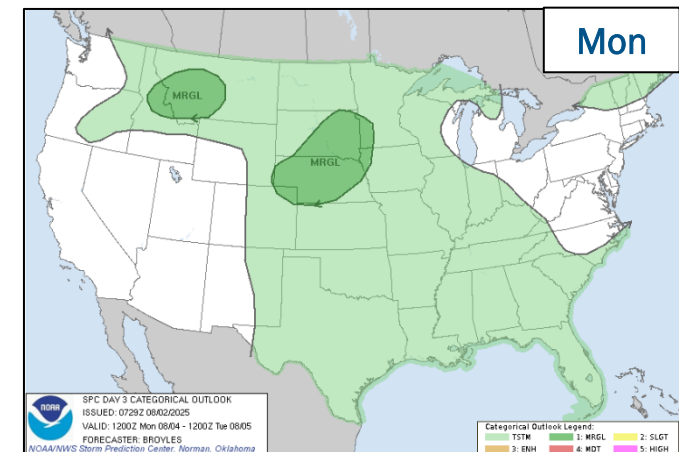 Mon
MRGL
MRGL
NOAA
SPC DAY 3 CATEGORICAL OUTLOOK
ISSUED: 0729Z 08/02/2025
VALID: 1200Z Mon 08/04 - 1200Z Tue 08/05
FORECASTER: BROYLES
NOAA/NWS Storm Prediction Center, Norman, Oklahoma
Categorical Outlook Legend:
TSTM 1: MRGL 2: SLGT
3: ENH 4: MDT 5: HIGH